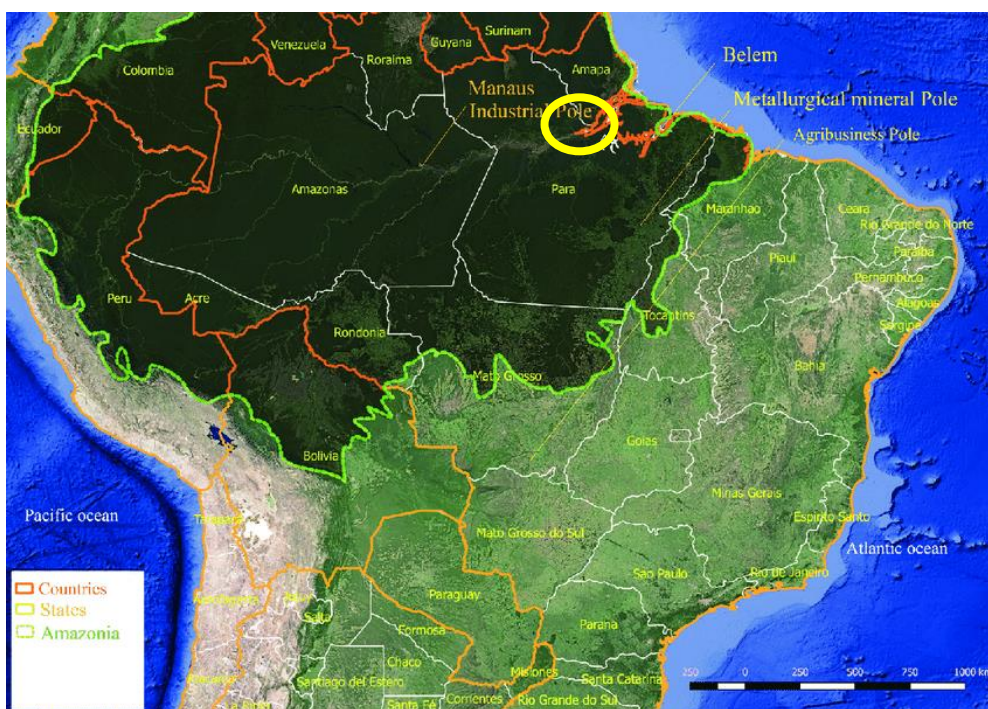 Venezuela
Guyana
Surinam
Colombia
Roraima
Amapa
Belem
Manaus
Industrial Pole
Metallurgical mineral Pole
Agribusiness Pole
Ecuador
Amazonas
Para
Maranhao
Ceara
Rio Grande do Norte
Paraiba
Piaui
Pernambuco
Alagoas
Sergipe
Peru
Acre
Rondonia
Tocantins
Mato Grosso
Bahia
Bolivia
Goias
Minas Gerais
Pacific ocean
Espirito Santo
Mato Grosso do Sul
Atlantic ocean
Sao Paulo
Rio de Janeiro
Countries
States
Amazonia
Paraguay
Salta
Formosa
Parana
Chaco
Misiones
Santiago del Estero
Santa Catarina
Corrientes
Santa Fé
Rio Grande do Sul
250 0 250 500 750 1000 km